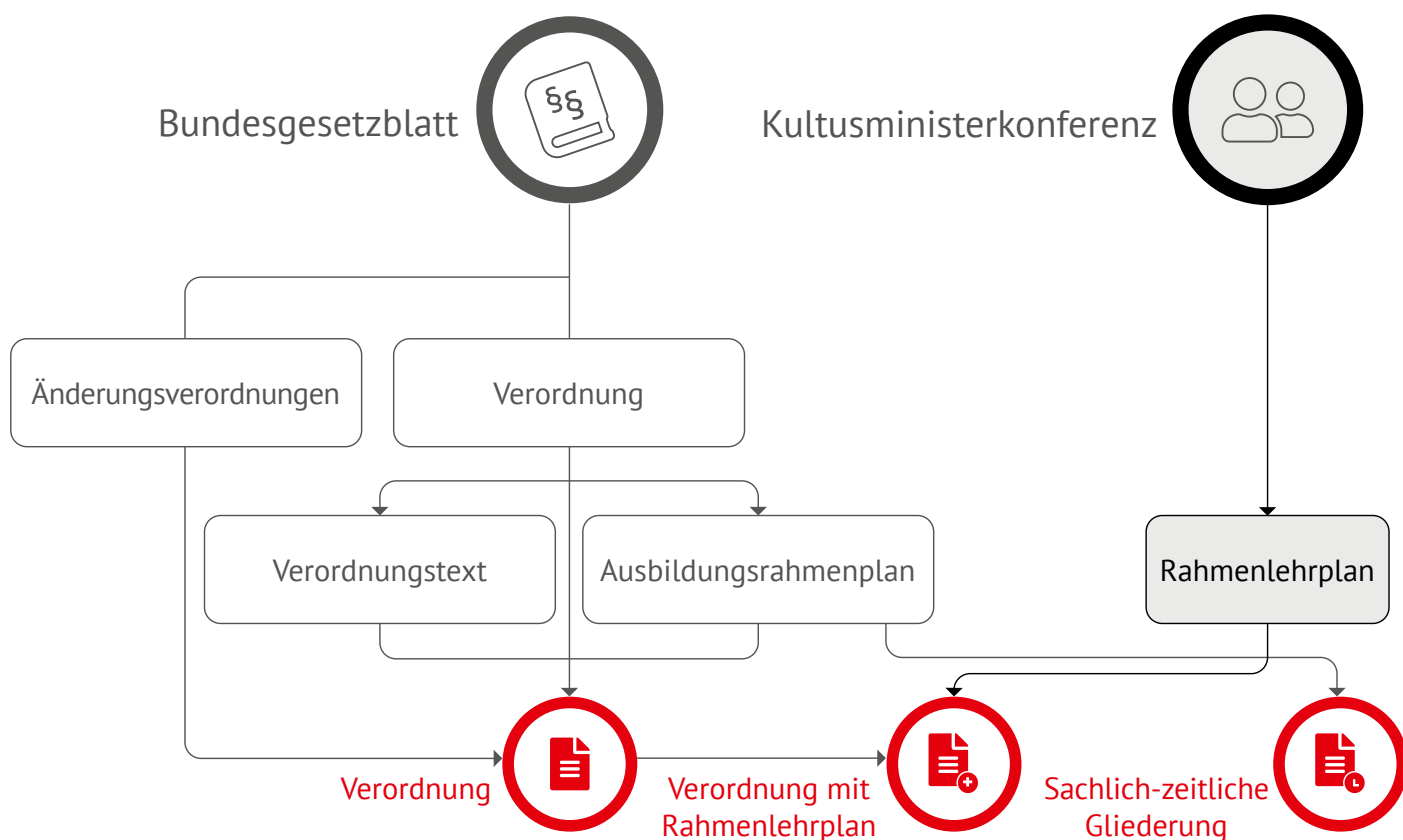 §§
Bundesgesetzblatt
Kultusministerkonferenz
Änderungsverordnungen
Verordnung
Verordnungstext
Ausbildungsrahmenplan
Rahmenlehrplan
Verordnung
Verordnung mit
Rahmenlehrplan
Sachlich-zeitliche
Gliederung